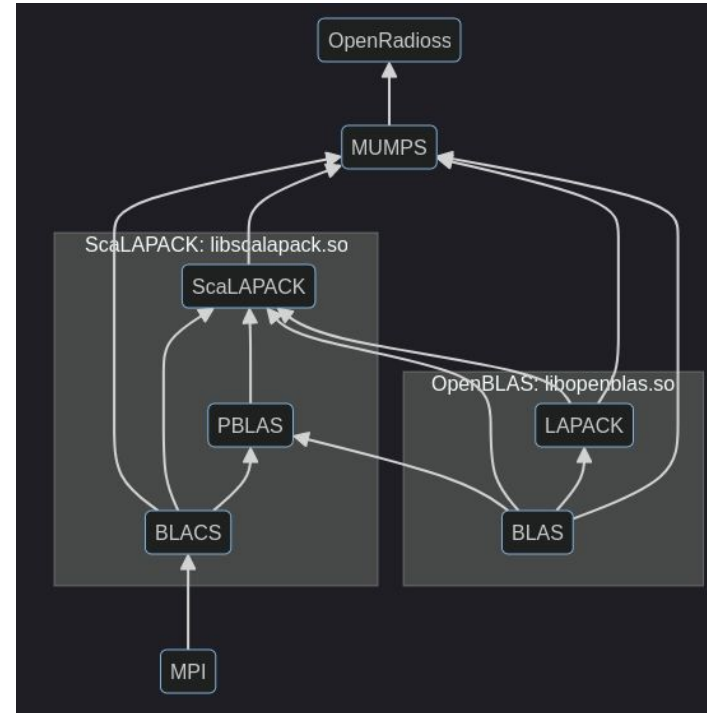 OpenRadioss
MUMPS
ScaLAPACK: libscalapack.so
ScaLAPACK
OpenBLAS: libopenblas.so
PBLAS
LAPACK
BLACS
BLAS
MPI